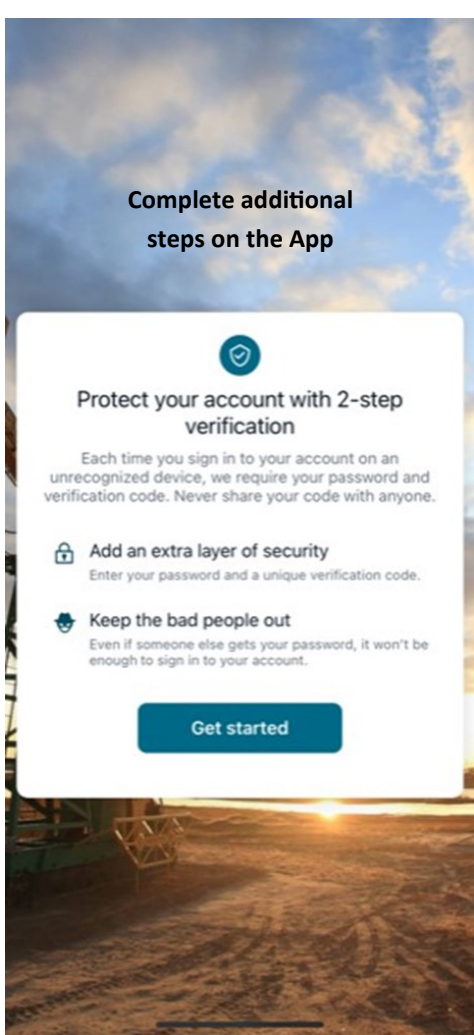 Complete additional
steps on the App
Protect your account with 2-step
verification
Each time you sign in to your account on an
unrecognized device, we require your password and
verification code. Never share your code with anyone.
Add an extra layer of security
Enter your password and a unique verification code.
Keep the bad people out
Even if someone else gets your password, it won't be
enough to sign in to your account.
Get started